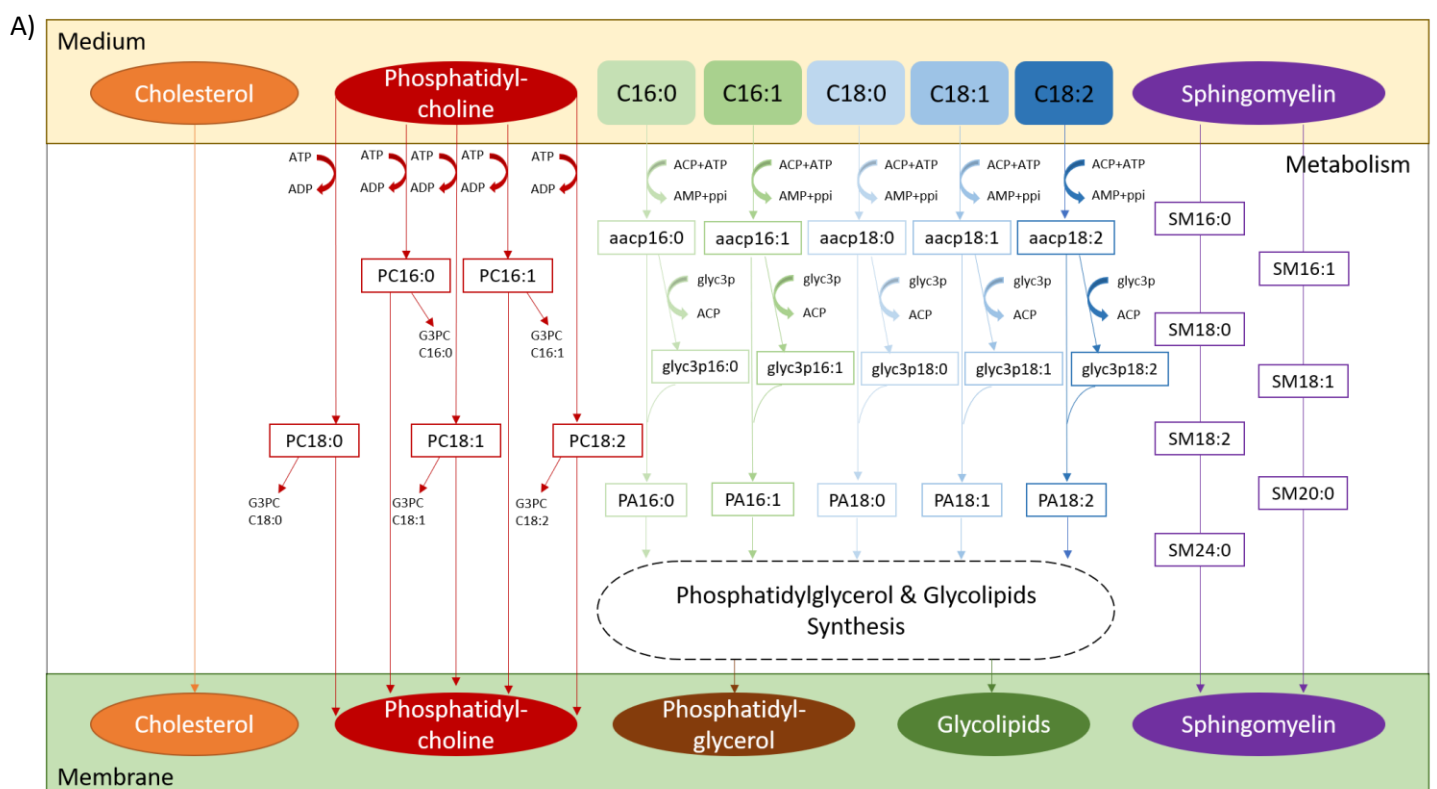 A)
Medium
Cholesterol
Phosphatidyl-
choline
C16:0
C16:1
C18:0
C18:1
C18:2
Sphingomyelin
Metabolism
ATP
ADP
ATP
ADP
ATP
ADP
ATP
ADP
ATP
ADP
ACP+ATP
AMP+ppi
ACP+ATP
AMP+ppi
ACP+ATP
AMP+ppi
ACP+ATP
AMP+ppi
ACP+ATP
AMP+ppi
aacp16:0
aacp16:1
aacp18:0
aacp18:1
aacp18:2
SM16:0
PC16:0
PC16:1
SM16:1
glyc3p
ACP
glyc3p
ACP
glyc3p
ACP
glyc3p
ACP
glyc3p
ACP
G3PC
C16:0
G3PC
C16:1
SM18:0
glyc3p16:0
glyc3p16:1
glyc3p18:0
glyc3p18:1
glyc3p18:2
SM18:1
PC18:0
PC18:1
PC18:2
SM18:2
G3PC
C18:0
G3PC
C18:1
G3PC
C18:2
PA16:0
PA16:1
PA18:0
PA18:1
PA18:2
SM20:0
SM24:0
Phosphatidylglycerol & Glycolipids
Synthesis
Cholesterol
Phosphatidyl-
choline
Phosphatidyl-
glycerol
Glycolipids
Sphingomyelin
Membrane